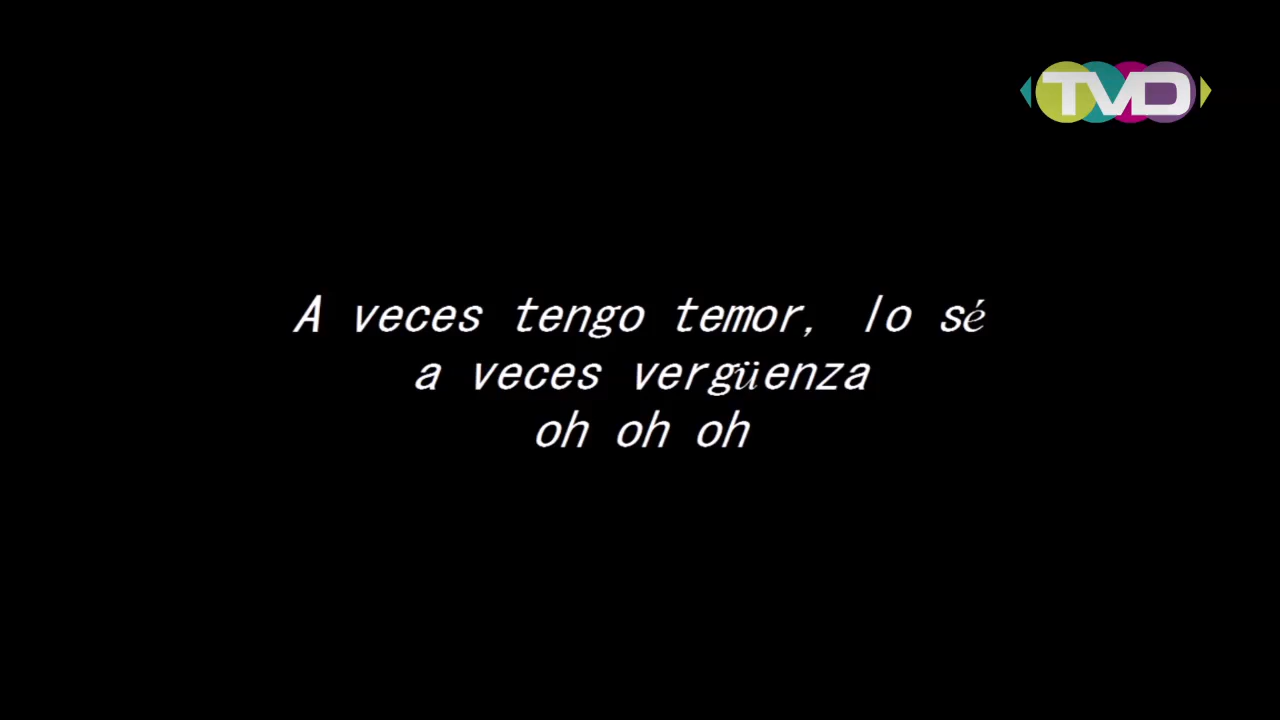 TVD
A veces tengo temor, lo sé
a veces vergüenza
oh oh oh